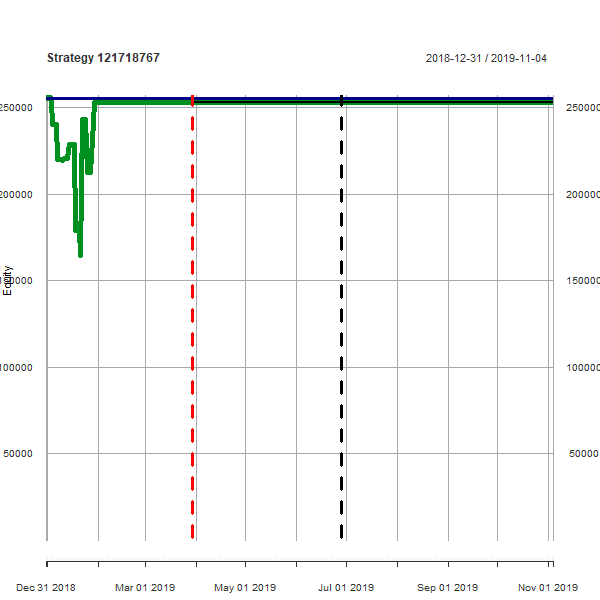 Strategy 121718767 2018-12-31 / 2019-11-04
250000 250000
200000 200000
Equity
150000 150000
100000 100000
50000 50000
Dec 31 2018 Mar 01 2019 May 01 2019 Jul 01 2019 Sep 01 2019 Nov 01 2019